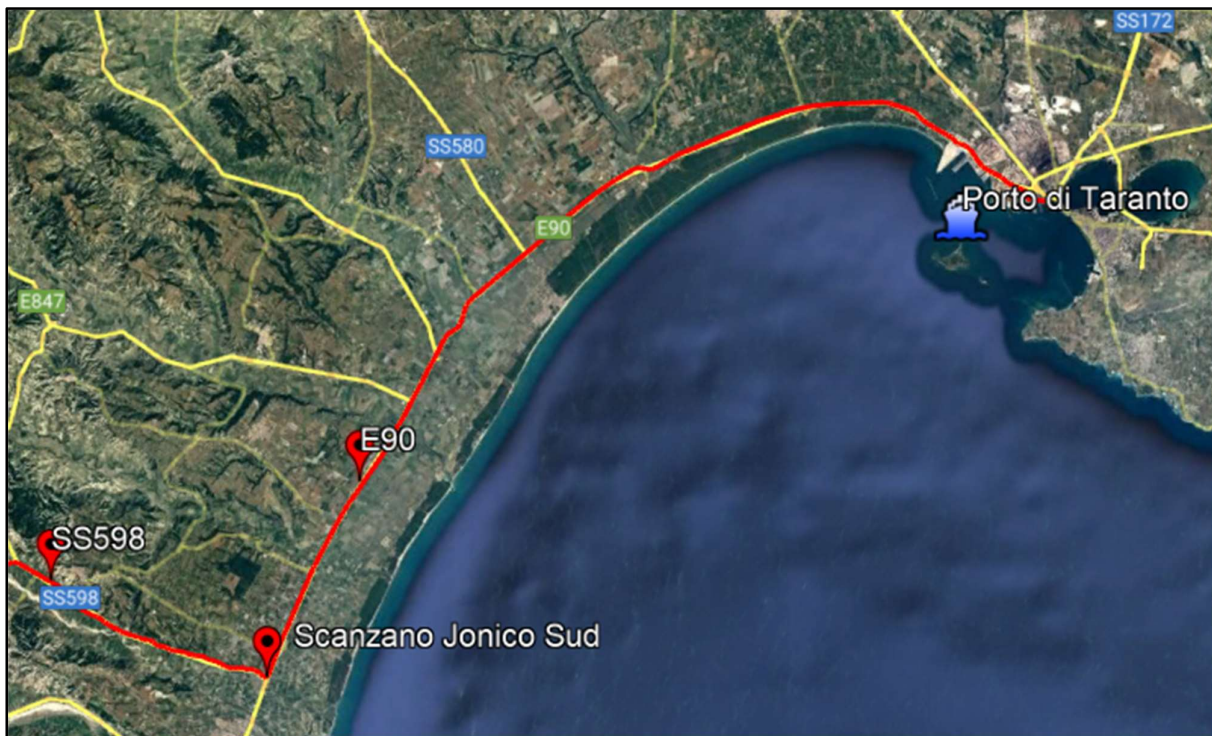 SS172
SS580
Porto di Taranto
E90
E847
E90
SS598
SS598
Scanzano Jonico Sud